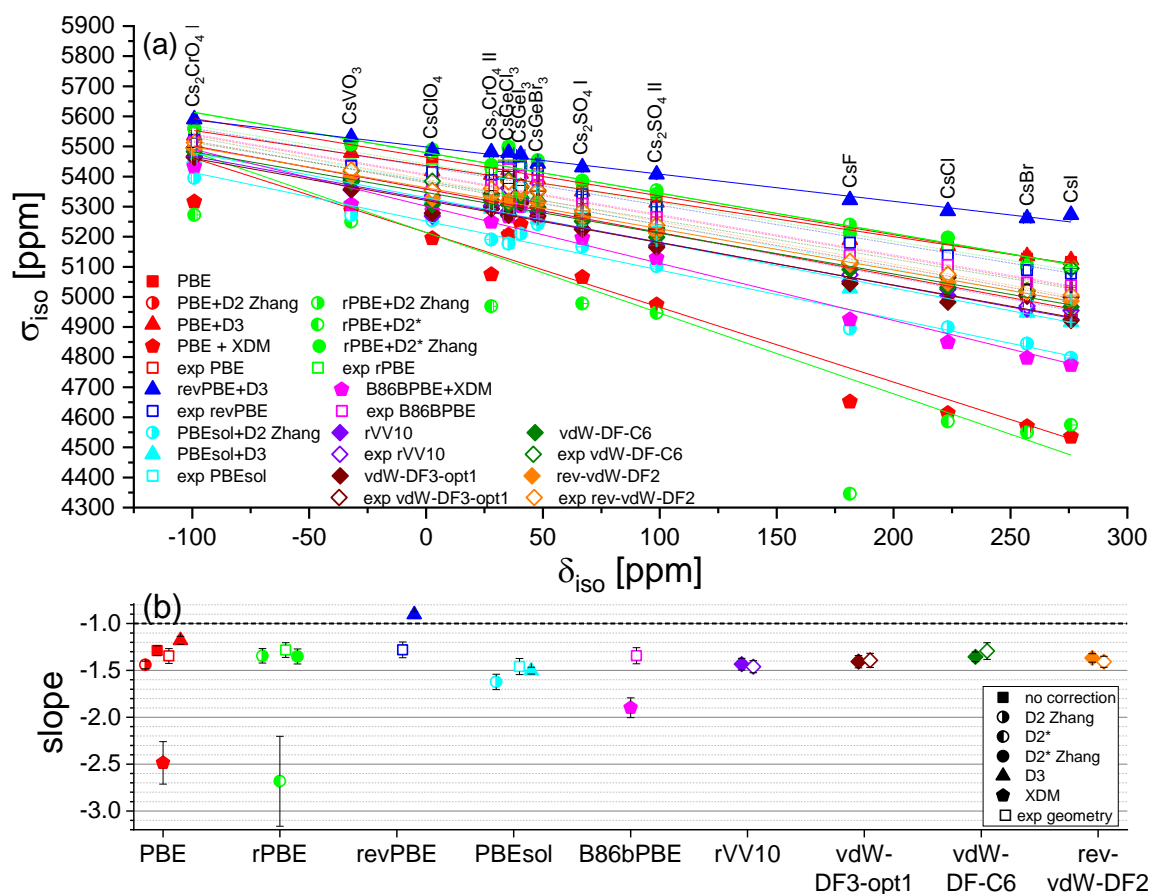 (a)
σiso [ppm]
5900
5800
5700
5600
5500
5400
5300
5200
5100
5000
4900
4800
4700
4600
4500
4400
4300
Cs2CrO4 I
CsVO3
CsClO4
Cs2CrO4 II
CsGeCl3
CsGeI3
CsGeBr3
Cs2SO4 I
Cs2SO4 II
CsF
CsCl
CsBr
CsI
PBE
PBE+D2 Zhang
PBE+D3
PBE + XDM
exp PBE
revPBE+D3
exp revPBE
PBEsol+D2 Zhang
PBEsol+D3
exp PBEsol
rPBE+D2 Zhang
rPBE+D2*
rPBE+D2* Zhang
exp rPBE
B86BPBE+XDM
exp B86BPBE
rVV10
exp rVV10
vdW-DF3-opt1
exp vdW-DF3-opt1
vdW-DF-C6
exp vdW-DF-C6
rev-vdW-DF2
exp rev-vdW-DF2
-100 -50 0 50 100 150 200 250 300
δiso [ppm]
(b)
slope
-1.0
-1.5
-2.0
-2.5
-3.0
no correction
D2 Zhang
D2*
D2* Zhang
D3
XDM
exp geometry
PBE rPBE revPBE PBEsol B86bPBE rVV10 vdW- vdW- rev-
DF3-opt1 DF-C6 vdW-DF2